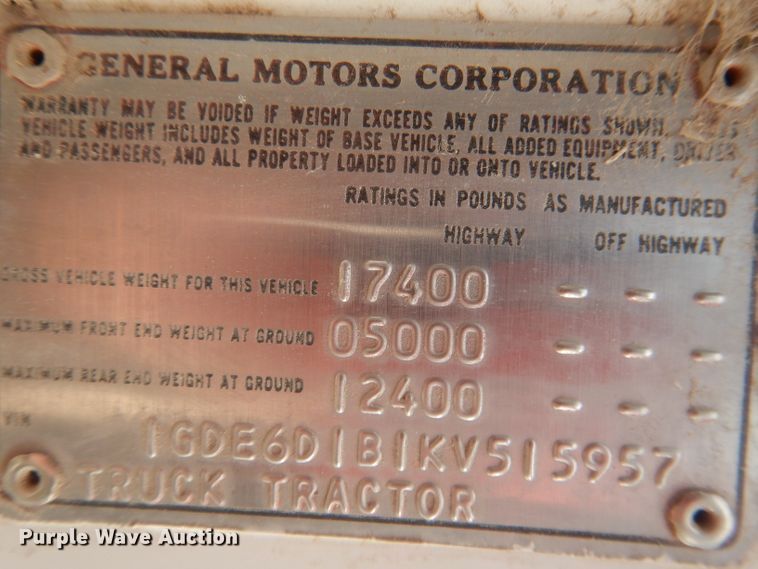 GENERAL MOTORS CORPORATION
WARRANTY MAY BE VOIDED IF WEIGHT EXCEEDS ANY OF RATINGS SHOWN.
VEHICLE WEIGHT INCLUDES WEIGHT OF BASE VEHICLE, ALL ADDED EQUIPMENT, DRIVER
AND PASSENGERS, AND ALL PROPERTY LOADED INTO OR ONTO VEHICLE.
RATINGS IN POUNDS AS MANUFACTURED
HIGHWAY OFF HIGHWAY
GROSS VEHICLE WEIGHT FOR THIS VEHICLE 17400 - - -
MAXIMUM FRONT END WEIGHT AT GROUND 05000 - - -
MAXIMUM REAR END WEIGHT AT GROUND 12400 - - -
VIN 1GDE6D1B1KV515957
TRUCK TRACTOR
Purple Wave Auction